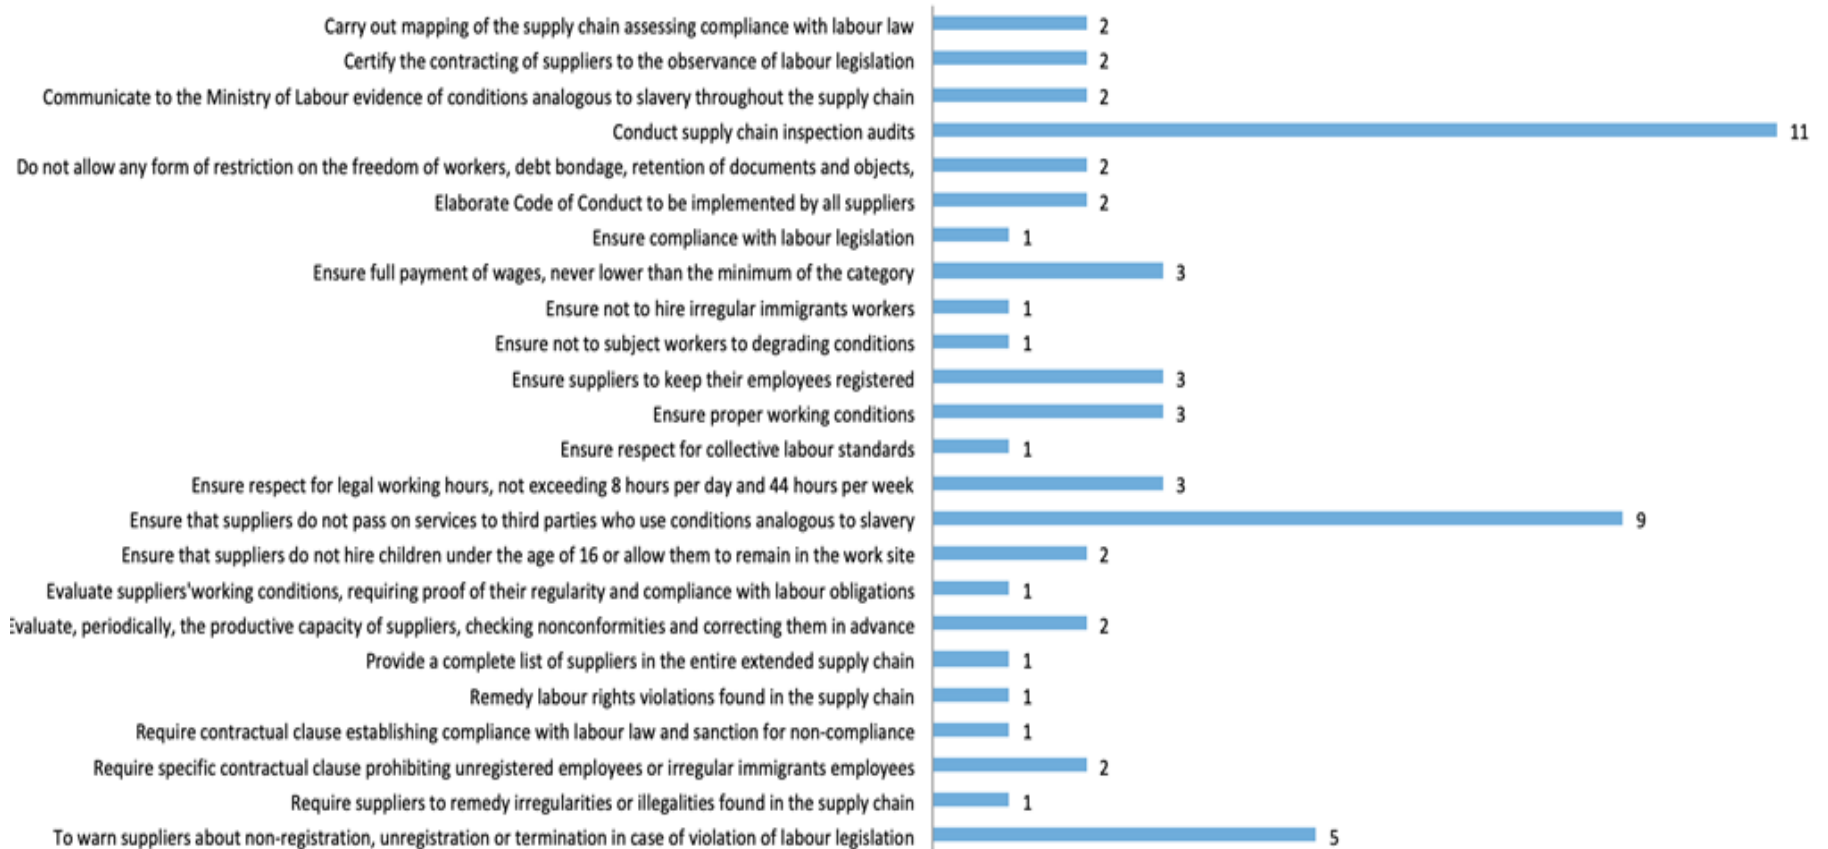 Carry out mapping of the supply chain assessing compliance with labour law 2
Certify the contracting of suppliers to the observance of labour legislation 2
Communicate to the Ministry of Labour evidence of conditions analogous to slavery throughout the supply chain 2
Conduct supply chain inspection audits 11
Do not allow any form of restriction on the freedom of workers, debt bondage, retention of documents and objects, 2
Elaborate Code of Conduct to be implemented by all suppliers 2
Ensure compliance with labour legislation 1
Ensure full payment of wages, never lower than the minimum of the category 3
Ensure not to hire irregular immigrants workers 1
Ensure not to subject workers to degrading conditions 1
Ensure suppliers to keep their employees registered 3
Ensure proper working conditions 3
Ensure respect for collective labour standards 1
Ensure respect for legal working hours, not exceeding 8 hours per day and 44 hours per week 3
Ensure that suppliers do not pass on services to third parties who use conditions analogous to slavery 9
Ensure that suppliers do not hire children under the age of 16 or allow them to remain in the work site 2
Evaluate suppliers'working conditions, requiring proof of their regularity and compliance with labour obligations 1
Evaluate, periodically, the productive capacity of suppliers, checking nonconformities and correcting them in advance 2
Provide a complete list of suppliers in the entire extended supply chain 1
Remedy labour rights violations found in the supply chain 1
Require contractual clause establishing compliance with labour law and sanction for non-compliance 1
Require specific contractual clause prohibiting unregistered employees or irregular immigrants employees 2
Require suppliers to remedy irregularities or illegalities found in the supply chain 1
To warn suppliers about non-registration, unregistration or termination in case of violation of labour legislation 5